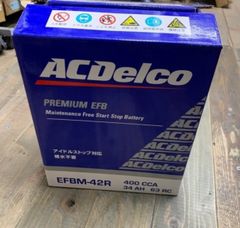 ACDelco
PREMIUM EFB
Maintenance Free Start Stop Battery
アイドルストップ対応
補水不要
EFBM-42R
400 CCA
34 AH 63 RC